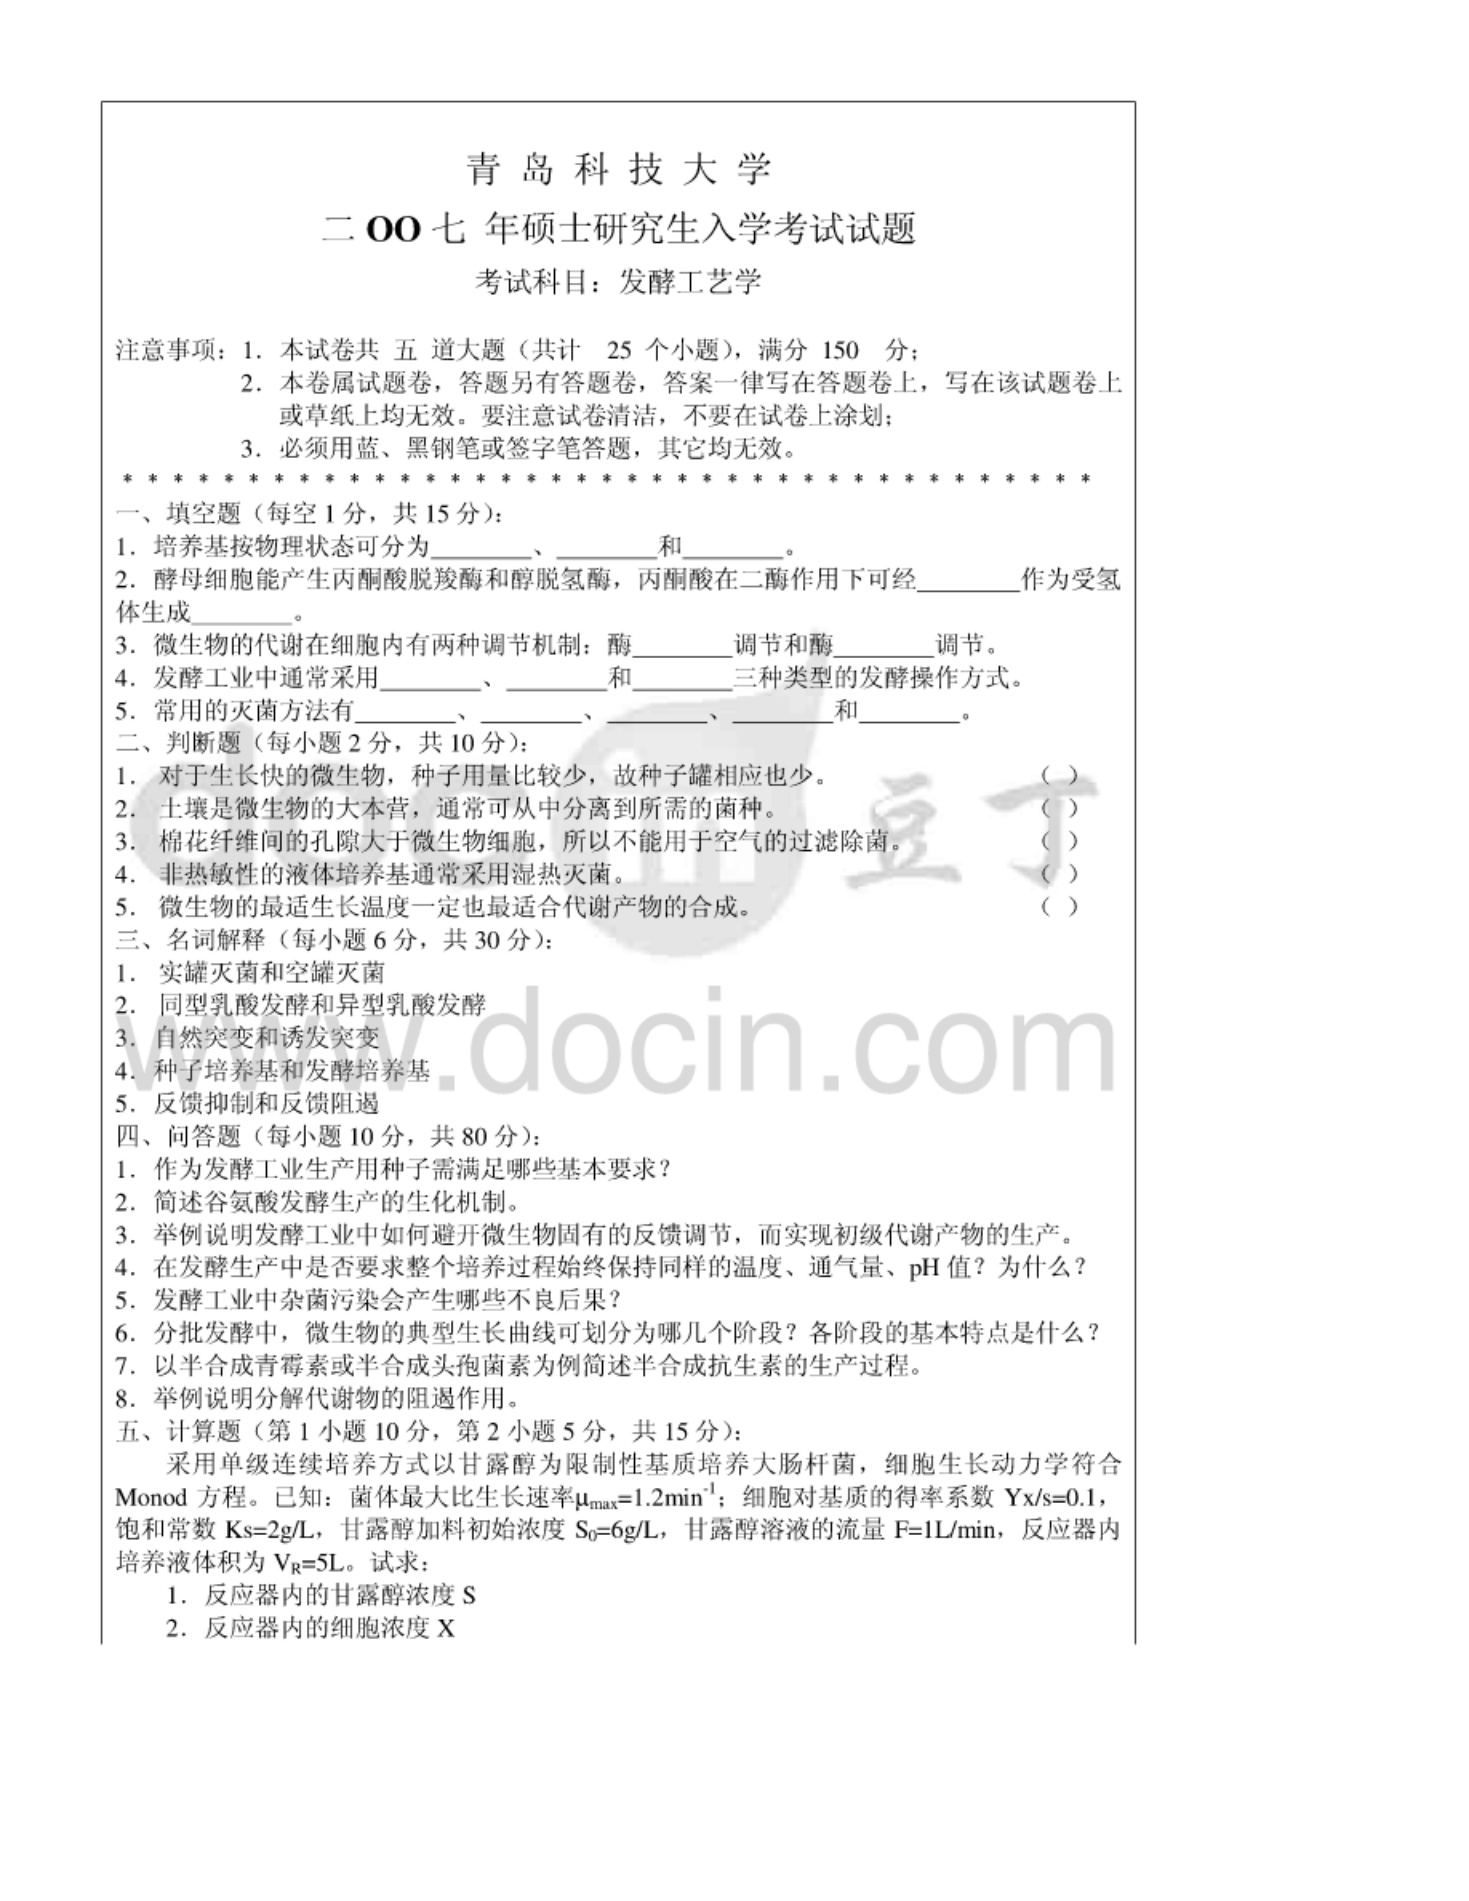 青 岛 科 技 大 学
二 OO 七 年硕士研究生入学考试试题
考试科目：发酵工艺学
注意事项：1．本试卷共 五 道大题（共计 25 个小题），满分 150 分；
2．本卷属试题卷，答题另有答题卷，答案一律写在答题卷上，写在该试题卷上
或草纸上均无效。要注意试卷清洁，不要在试卷上涂划；
3．必须用蓝、黑钢笔或签字笔答题，其它均无效。
* * * * * * * * * * * * * * * * * * * * * * * * * * * * * * * * * * * * * * *
一、填空题（每空 1 分，共 15 分）：
1．培养基按物理状态可分为________、________和________。
2．酵母细胞能产生丙酮酸脱羧酶和醇脱氢酶，丙酮酸在二酶作用下可经________作为受氢
体生成________。
3．微生物的代谢在细胞内有两种调节机制：酶________调节和酶________调节。
4．发酵工业中通常采用________、________和________三种类型的发酵操作方式。
5．常用的灭菌方法有________、________、________、________和________。
二、判断题（每小题 2 分，共 10 分）：
1． 对于生长快的微生物，种子用量比较少，故种子罐相应也少。 （ ）
2． 土壤是微生物的大本营，通常可从中分离到所需的菌种。 （ ）
3． 棉花纤维间的孔隙大于微生物细胞，所以不能用于空气的过滤除菌。 （ ）
4． 非热敏性的液体培养基通常采用湿热灭菌。 （ ）
5． 微生物的最适生长温度一定也最适合代谢产物的合成。 （ ）
三、名词解释（每小题 6 分，共 30 分）：
1． 实罐灭菌和空罐灭菌
2． 同型乳酸发酵和异型乳酸发酵
3．自然突变和诱发突变
4．种子培养基和发酵培养基
5．反馈抑制和反馈阻遏
四、问答题（每小题 10 分，共 80 分）：
1．作为发酵工业生产用种子需满足哪些基本要求？
2．简述谷氨酸发酵生产的生化机制。
3．举例说明发酵工业中如何避开微生物固有的反馈调节，而实现初级代谢产物的生产。
4．在发酵生产中是否要求整个培养过程始终保持同样的温度、通气量、pH 值？为什么？
5．发酵工业中杂菌污染会产生哪些不良后果？
6．分批发酵中，微生物的典型生长曲线可划分为哪几个阶段？各阶段的基本特点是什么？
7．以半合成青霉素或半合成头孢菌素为例简述半合成抗生素的生产过程。
8．举例说明分解代谢物的阻遏作用。
五、计算题（第 1 小题 10 分，第 2 小题 5 分，共 15 分）：
采用单级连续培养方式以甘露醇为限制性基质培养大肠杆菌，细胞生长动力学符合
Monod 方程。已知：菌体最大比生长速率μmax=1.2min-1；细胞对基质的得率系数 Yx/s=0.1，
饱和常数 Ks=2g/L，甘露醇加料初始浓度 S0=6g/L，甘露醇溶液的流量 F=1L/min，反应器内
培养液体积为 VR=5L。试求：
1．反应器内的甘露醇浓度 S
2．反应器内的细胞浓度 X
docin 豆丁
www.docin.com